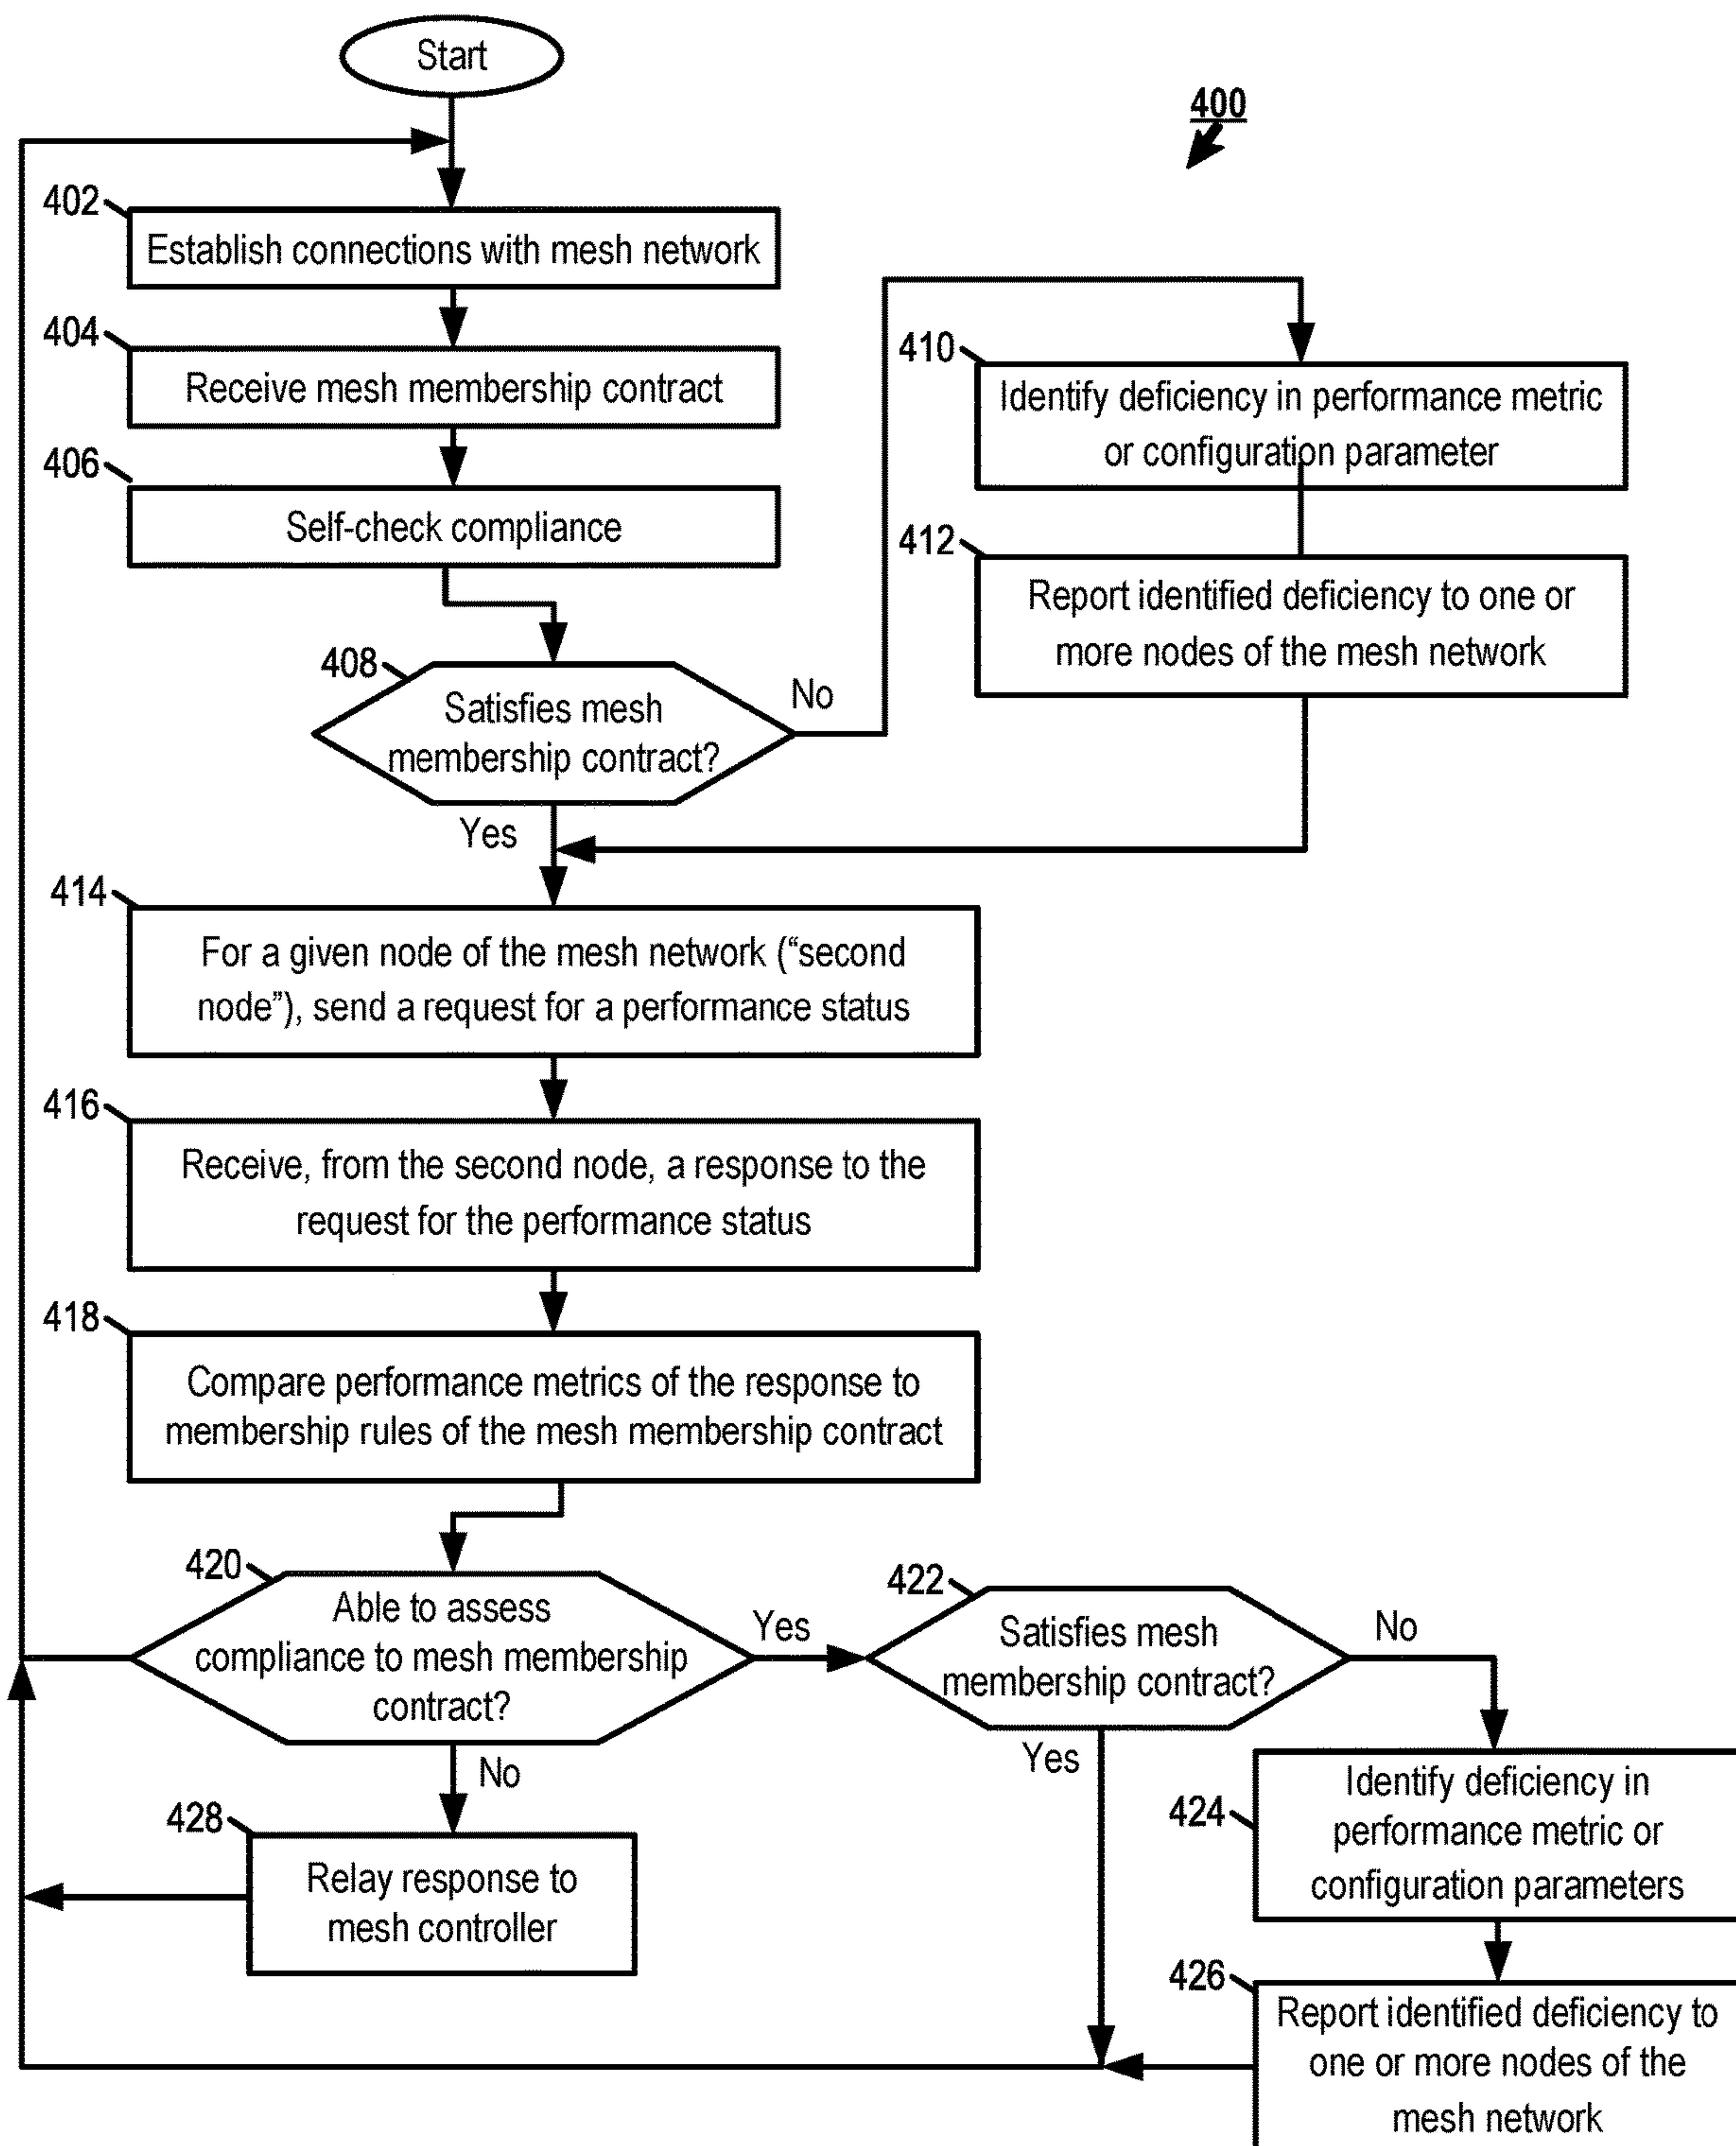 Start
400
402
Establish connections with mesh network
404
Receive mesh membership contract
406
Self-check compliance
408
Satisfies mesh
membership contract?
No
Yes
410
Identify deficiency in performance metric
or configuration parameter
412
Report identified deficiency to one or
more nodes of the mesh network
414
For a given node of the mesh network (“second
node”), send a request for a performance status
416
Receive, from the second node, a response to the
request for the performance status
418
Compare performance metrics of the response to
membership rules of the mesh membership contract
420
Able to assess
compliance to mesh membership
contract?
Yes
No
422
Satisfies mesh
membership contract?
No
Yes
424
Identify deficiency in
performance metric or
configuration parameters
426
Report identified deficiency to
one or more nodes of the
mesh network
428
Relay response to
mesh controller